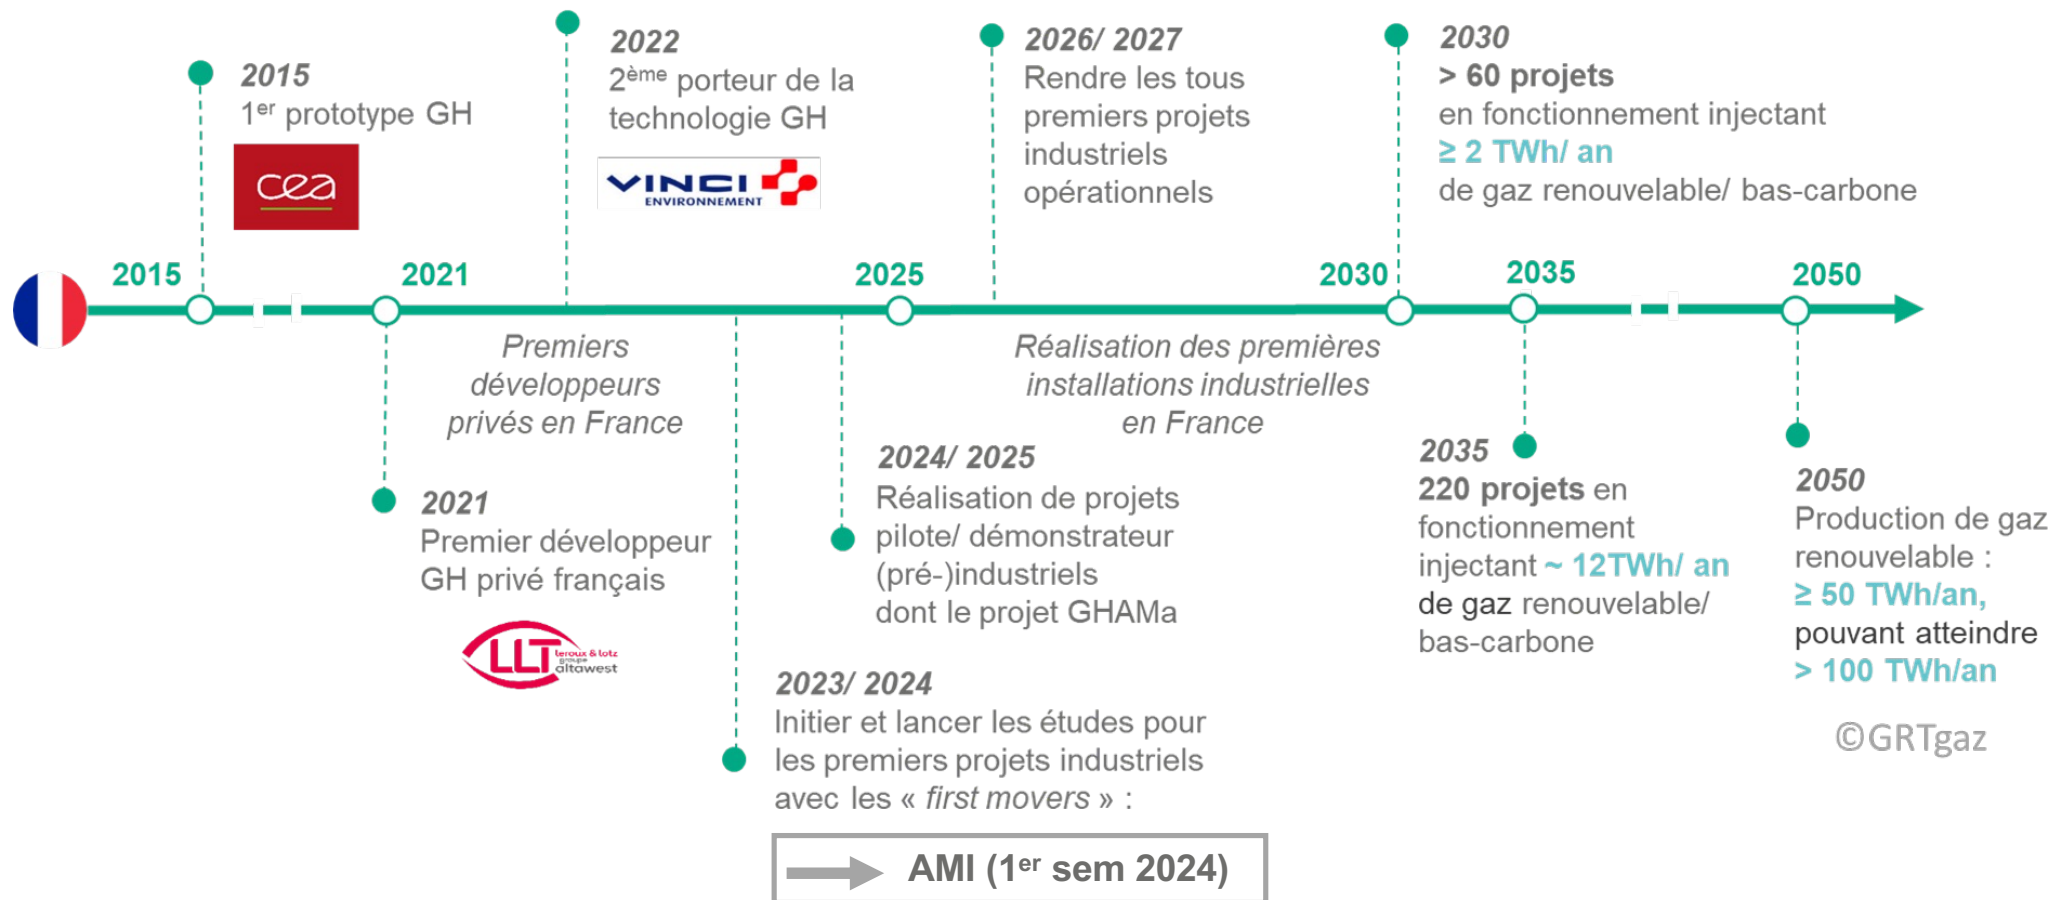 2015
1er prototype GH
cea
2022
2ème porteur de la
technologie GH
VINCI
ENVIRONNEMENT
2026/ 2027
Rendre les tous
premiers projets
industriels
opérationnels
2030
> 60 projets
en fonctionnement injectant
≥ 2 TWh/ an
de gaz renouvelable/ bas-carbone
2015
2021
2025
2030
2035
2050
Premiers
développeurs
privés en France
Réalisation des premières
installations industrielles
en France
2021
Premier développeur
GH privé français
LLT
leroux & lotz
groupe
altawest
2023/ 2024
Initier et lancer les études pour
les premiers projets industriels
avec les « first movers » :
AMI (1er sem 2024)
2024/ 2025
Réalisation de projets
pilote/ démonstrateur
(pré-)industriels
dont le projet GHAMa
2035
220 projets en
fonctionnement
injectant ~ 12TWh/ an
de gaz renouvelable/
bas-carbone
2050
Production de gaz
renouvelable :
≥ 50 TWh/an,
pouvant atteindre
> 100 TWh/an
©GRTgaz